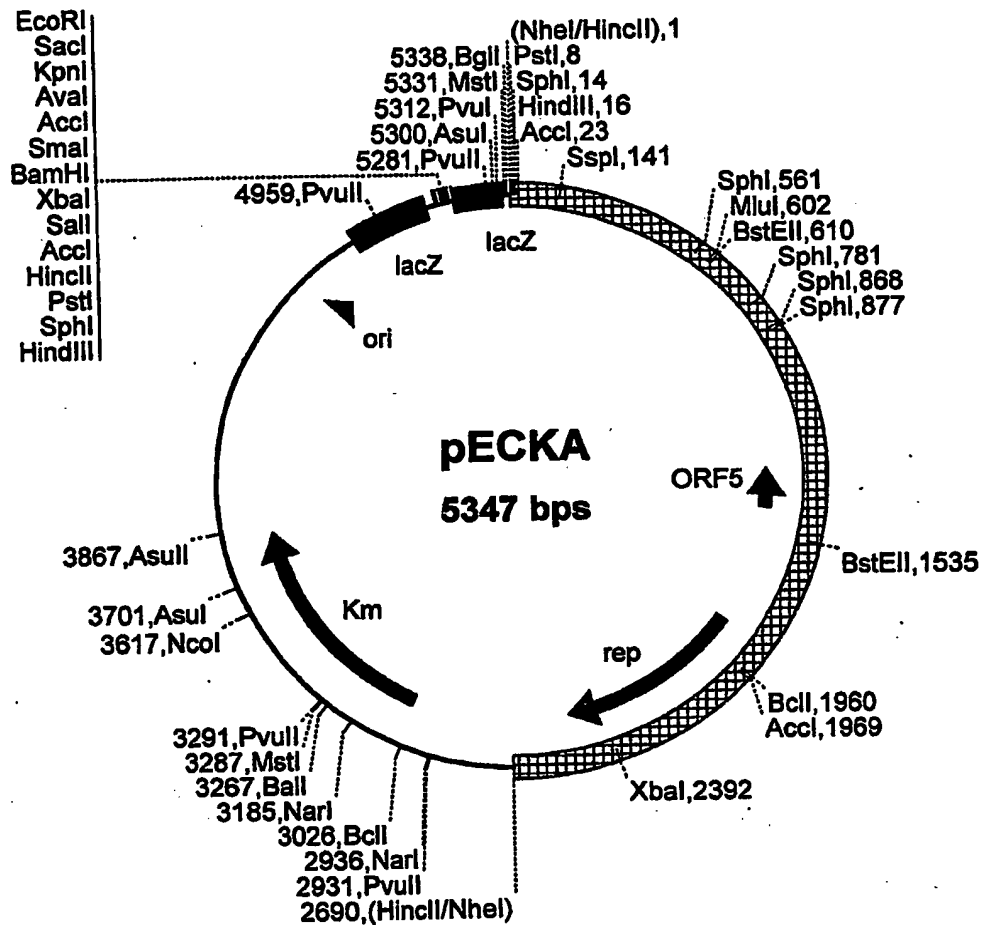 EcoRI
SacI
KpnI
AvaI
AccI
SmaI
BamHI
XbaI
SalI
AccI
HincII
PstI
SphI
HindIII
(NheI/HincII),1
5338,BglI
PstI,8
5331,MstI
SphI,14
5312,PvuI
HindIII,16
5300,AsuI
AccI,23
5281,PvuII
SspI,141
4959,PvuII
SphI,561
MluI,602
BstEII,610
SphI,781
SphI,868
SphI,877
lacZ
lacZ
ori
pECKA
5347 bps
ORF5
BstEII,1535
3867,AsuII
3701,AsuI
3617,NcoI
Km
rep
BclI,1960
AccI,1969
XbaI,2392
3291,PvuII
3287,MstI
3267,BalI
3185,NarI
3026,BclI
2936,NarI
2931,PvuII
2690,(HincII/NheI)